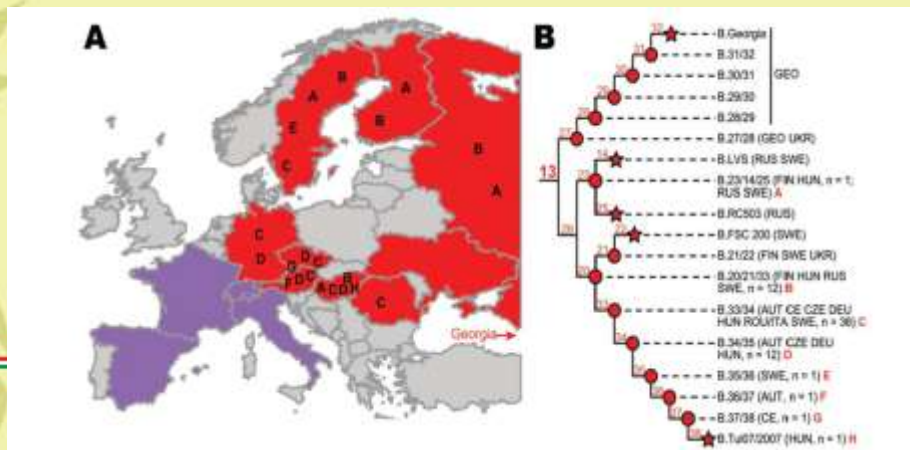 A
B
B
A
A
B
E
C
B
A
C
D
D
C
G
D
C
F
B
A
C
D
H
C
Georgia
13
B.Georgia
B.31/32
B.30/31
GEO
B.29/30
B.28/29
B.27/28 (GEO UKR)
B.LVS (RUS SWE)
B.23/14/25 (FIN HUN, n = 1;
RUS SWE) A
B.RC503 (RUS)
B.FSC 200 (SWE)
B.21/22 (FIN SWE UKR)
B.20/21/33 (FIN HUN RUS
SWE, n = 12) B
B.33/34 (AUT CE CZE DEU
HUN ROU/ITA SWE, n = 36) C
B.34/35 (AUT CZE DEU
HUN, n = 12) D
B.35/36 (SWE, n = 1) E
B.36/37 (AUT, n = 1) F
B.37/38 (CE, n = 1) G
B.Tul07/2007 (HUN, n = 1) H